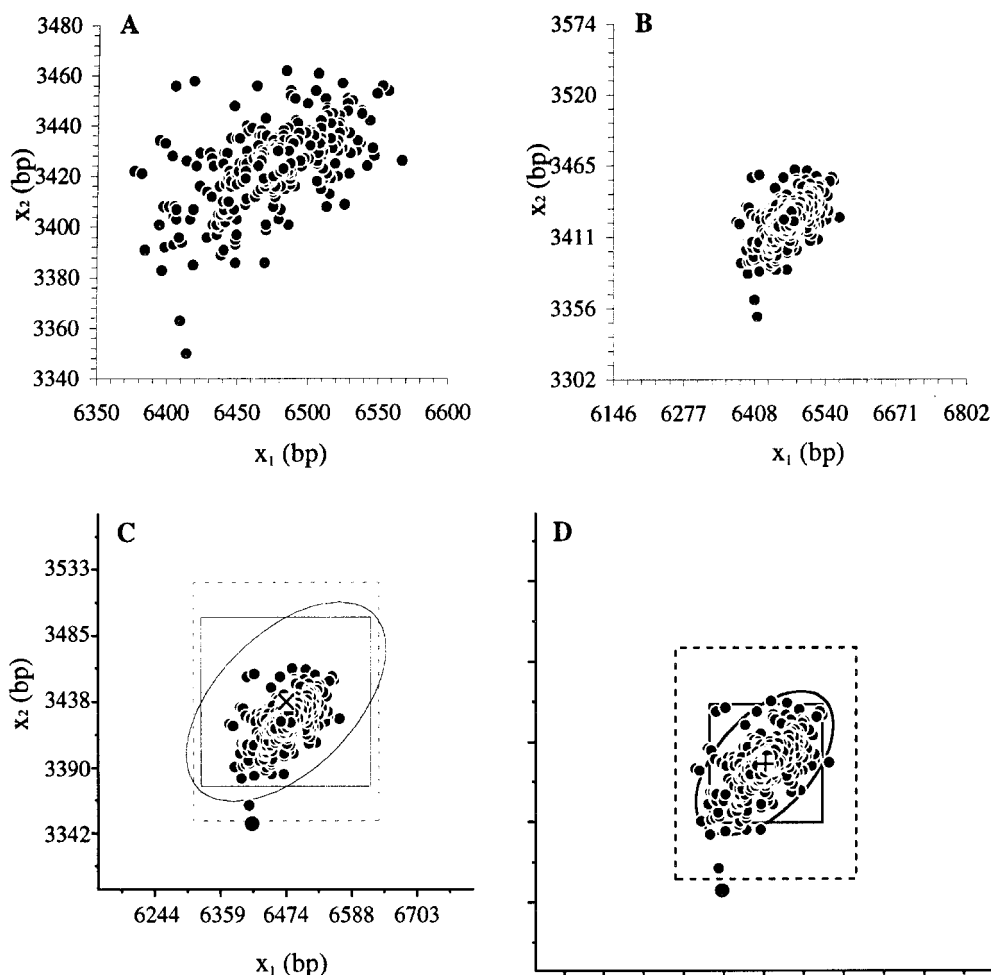 A
3480
3460
3440
3420
3400
3380
3360
3340
x2 (bp)
6350 6400 6450 6500 6550 6600
x1 (bp)
B
3574
3520
3465
3411
3356
3302
x2 (bp)
6146 6277 6408 6540 6671 6802
x1 (bp)
C
3533
3485
3438
3390
3342
x2 (bp)
6244 6359 6474 6588 6703
x1 (bp)
D